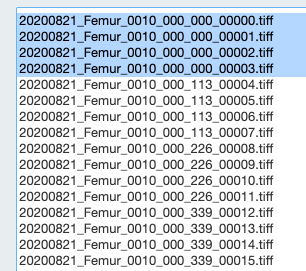 20200821_Femur_0010_000_000_00000.tiff
20200821_Femur_0010_000_000_00001.tiff
20200821_Femur_0010_000_000_00002.tiff
20200821_Femur_0010_000_000_00003.tiff
20200821_Femur_0010_000_113_00004.tiff
20200821_Femur_0010_000_113_00005.tiff
20200821_Femur_0010_000_113_00006.tiff
20200821_Femur_0010_000_113_00007.tiff
20200821_Femur_0010_000_226_00008.tiff
20200821_Femur_0010_000_226_00009.tiff
20200821_Femur_0010_000_226_00010.tiff
20200821_Femur_0010_000_226_00011.tiff
20200821_Femur_0010_000_339_00012.tiff
20200821_Femur_0010_000_339_00013.tiff
20200821_Femur_0010_000_339_00014.tiff
20200821_Femur_0010_000_339_00015.tiff